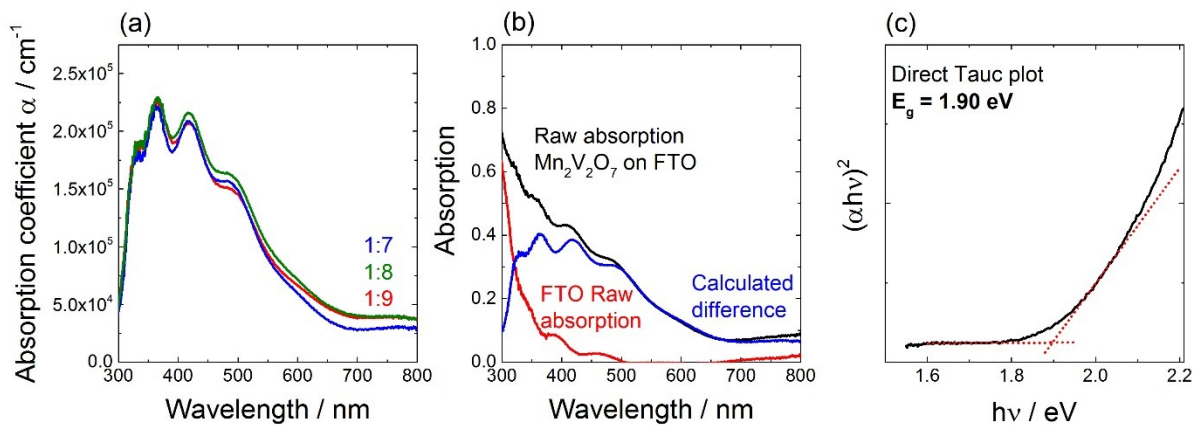 (a)
Absorption coefficient α / cm⁻¹
2.5x10⁵
2.0x10⁵
1.5x10⁵
1.0x10⁵
5.0x10⁴
0.0
1:7
1:8
1:9
300 400 500 600 700 800
Wavelength / nm
(b)
Absorption
1.0
0.8
0.6
0.4
0.2
0.0
Raw absorption
Mn₂V₂O₇ on FTO
FTO Raw
absorption
Calculated
difference
300 400 500 600 700 800
Wavelength / nm
(c)
(αhν)²
Direct Tauc plot
E_g = 1.90 eV
1.6 1.8 2.0 2.2
hν / eV